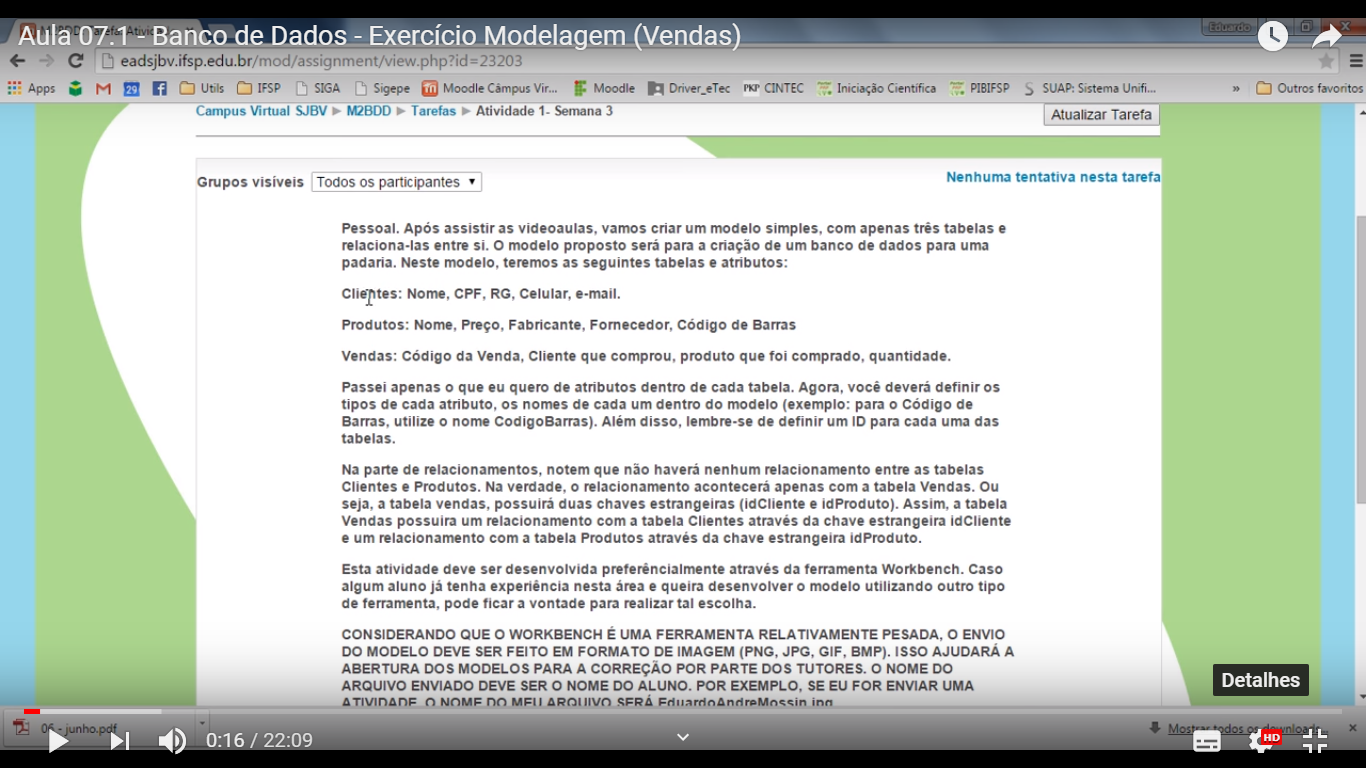 Aula 07.1 - Banco de Dados - Exercício Modelagem (Vendas)
Eduardo
eadsjbv.ifsp.edu.br/mod/assignment/view.php?id=23203
Apps 29 Utils IFSP SIGA Sigepe Moodle Câmpus Vir... Moodle Driver_eTec PKP CINTEC Iniciação Científica PIBIFSP SUAP: Sistema Unifi... » Outros favoritos
Campus Virtual SJBV ► M2BDD ► Tarefas ► Atividade 1- Semana 3
Atualizar Tarefa
Grupos visíveis Todos os participantes
Nenhuma tentativa nesta tarefa
Pessoal. Após assistir as videoaulas, vamos criar um modelo simples, com apenas três tabelas e
relaciona-las entre si. O modelo proposto será para a criação de um banco de dados para uma
padaria. Neste modelo, teremos as seguintes tabelas e atributos:
Clientes: Nome, CPF, RG, Celular, e-mail.
Produtos: Nome, Preço, Fabricante, Fornecedor, Código de Barras
Vendas: Código da Venda, Cliente que comprou, produto que foi comprado, quantidade.
Passei apenas o que eu quero de atributos dentro de cada tabela. Agora, você deverá definir os
tipos de cada atributo, os nomes de cada um dentro do modelo (exemplo: para o Código de
Barras, utilize o nome CodigoBarras). Além disso, lembre-se de definir um ID para cada uma das
tabelas.
Na parte de relacionamentos, notem que não haverá nenhum relacionamento entre as tabelas
Clientes e Produtos. Na verdade, o relacionamento acontecerá apenas com a tabela Vendas. Ou
seja, a tabela vendas, possuirá duas chaves estrangeiras (idCliente e idProduto). Assim, a tabela
Vendas possuira um relacionamento com a tabela Clientes através da chave estrangeira idCliente
e um relacionamento com a tabela Produtos através da chave estrangeira idProduto.
Esta atividade deve ser desenvolvida preferêncialmente através da ferramenta Workbench. Caso
algum aluno já tenha experiência nesta área e queira desenvolver o modelo utilizando outro tipo
de ferramenta, pode ficar a vontade para realizar tal escolha.
CONSIDERANDO QUE O WORKBENCH É UMA FERRAMENTA RELATIVAMENTE PESADA, O ENVIO
DO MODELO DEVE SER FEITO EM FORMATO DE IMAGEM (PNG, JPG, GIF, BMP). ISSO AJUDARÁ A
ABERTURA DOS MODELOS PARA A CORREÇÃO POR PARTE DOS TUTORES. O NOME DO
ARQUIVO ENVIADO DEVE SER O NOME DO ALUNO. POR EXEMPLO, SE EU FOR ENVIAR UMA
ATIVIDADE, O NOME DO MEU ARQUIVO SERÁ EduardoAndreMossin.jpg
Detalhes
06 - junho.pdf
Mostrar todos os downloads...
0:16 / 22:09
HD